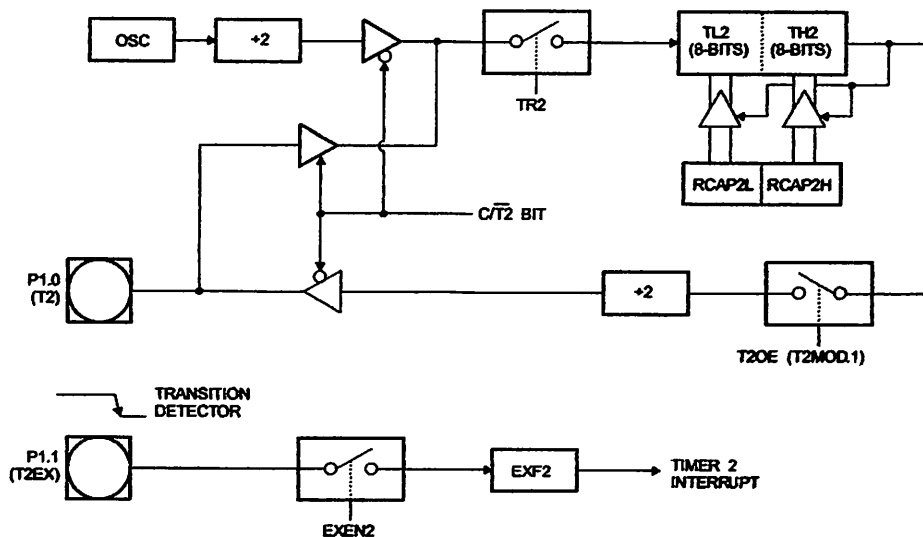 OSC
÷2
TR2
TL2
(8-BITS)
TH2
(8-BITS)
RCAP2L
RCAP2H
C/T2 BIT
P1.0
(T2)
÷2
T2OE (T2MOD.1)
TRANSITION
DETECTOR
P1.1
(T2EX)
EXEN2
EXF2
TIMER 2
INTERRUPT